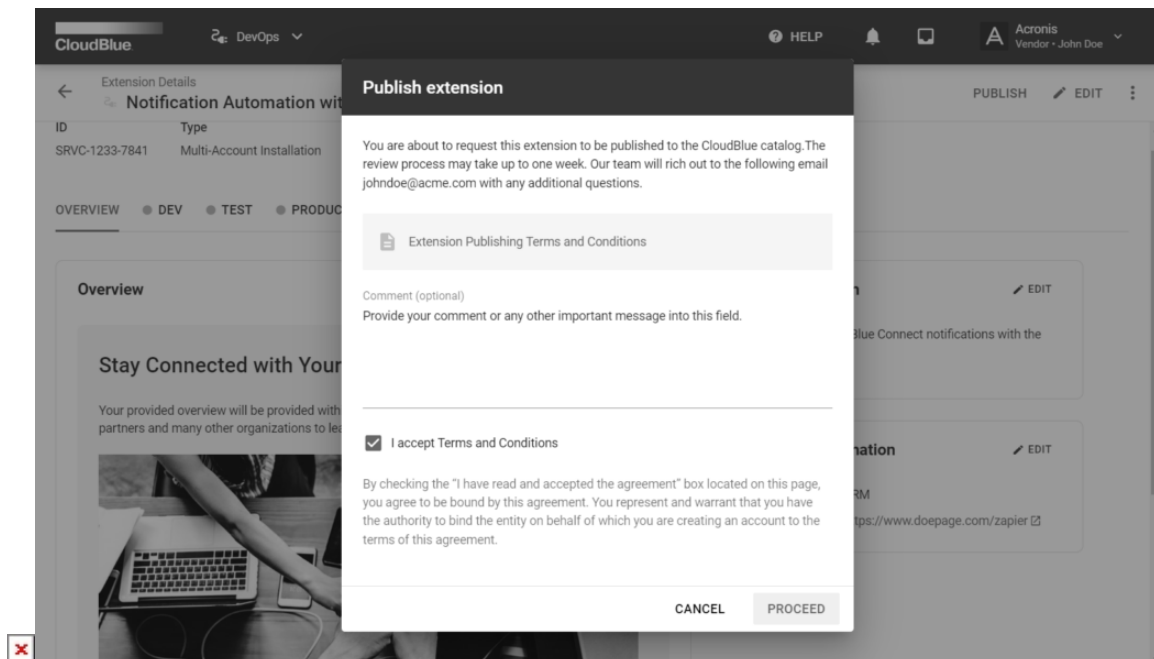 CloudBlue
DevOps
HELP
Acronis
Vendor • John Doe
Extension Details
Notification Automation wit
PUBLISH
EDIT
ID
Type
SRVC-1233-7841
Multi-Account Installation
OVERVIEW
DEV
TEST
PRODUC
Publish extension
You are about to request this extension to be published to the CloudBlue catalog.The
review process may take up to one week. Our team will rich out to the following email
johndoe@acme.com with any additional questions.
Extension Publishing Terms and Conditions
Comment (optional)
Provide your comment or any other important message into this field.
I accept Terms and Conditions
By checking the “I have read and accepted the agreement” box located on this page,
you agree to be bound by this agreement. You represent and warrant that you have
the authority to bind the entity on behalf of which you are creating an account to the
terms of this agreement.
CANCEL
PROCEED
Overview
Stay Connected with Your
Your provided overview will be provided with
partners and many other organizations to lea
n
EDIT
Blue Connect notifications with the
nation
EDIT
RM
tps://www.doepage.com/zapier